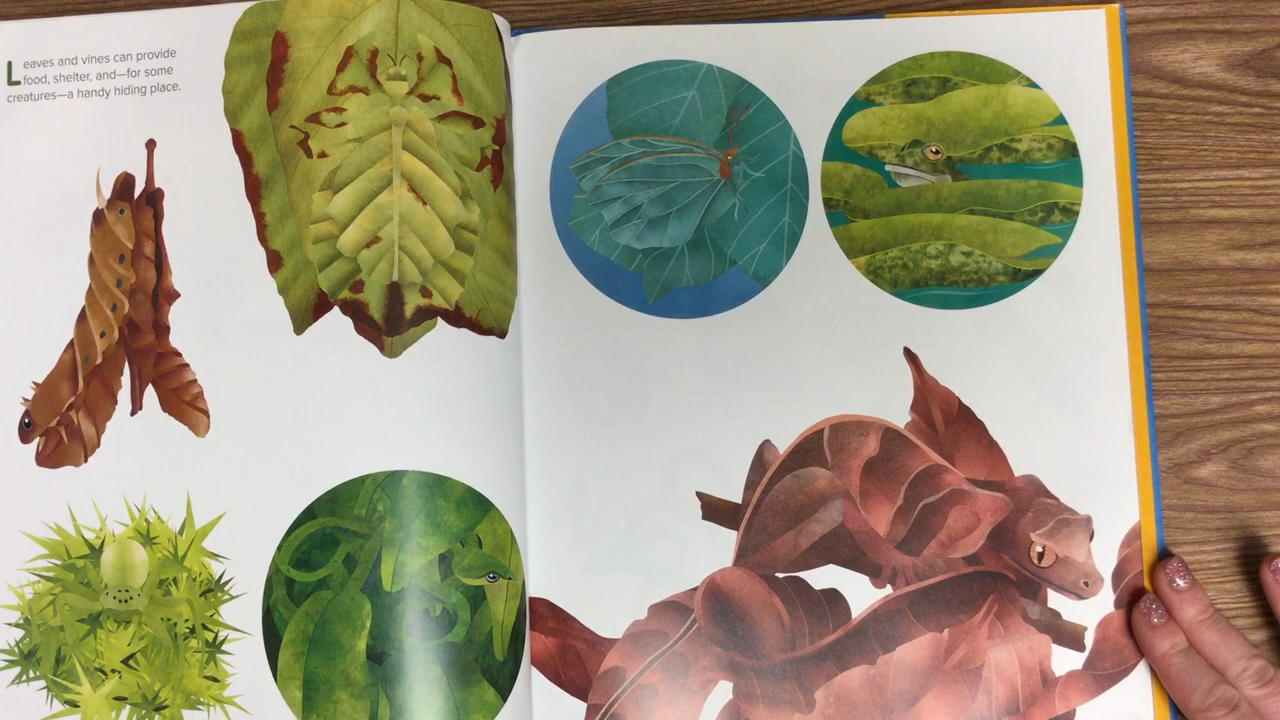 Leaves and vines can provide
food, shelter, and—for some
creatures—a handy hiding place.